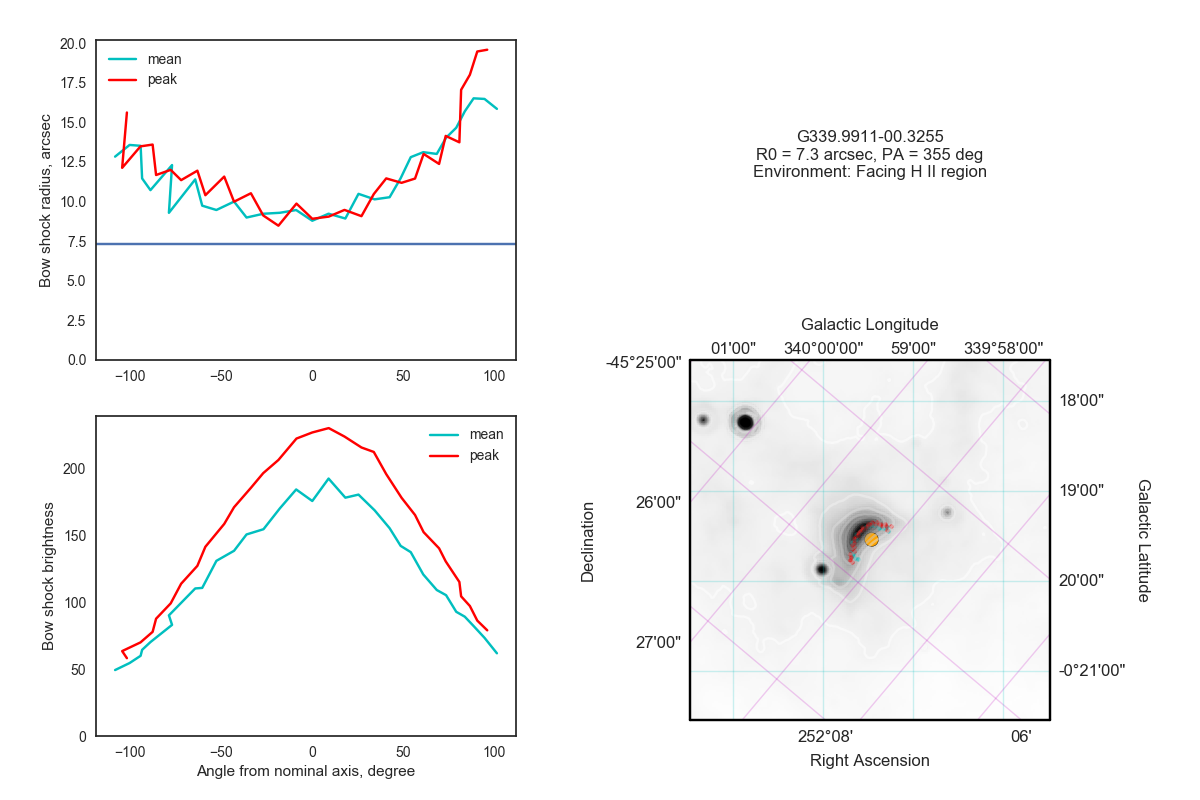 20.0
17.5
15.0
12.5
10.0
7.5
5.0
2.5
0.0
Bow shock radius, arcsec
mean
peak
−100
−50
0
50
100
200
150
100
50
0
Bow shock brightness
mean
peak
−100
−50
0
50
100
Angle from nominal axis, degree
G339.9911-00.3255
R0 = 7.3 arcsec, PA = 355 deg
Environment: Facing H II region
Galactic Longitude
01'00" 340°00'00" 59'00" 339°58'00"
-45°25'00"
26'00"
27'00"
Declination
18'00"
19'00"
20'00"
-0°21'00"
Galactic Latitude
252°08' 06'
Right Ascension